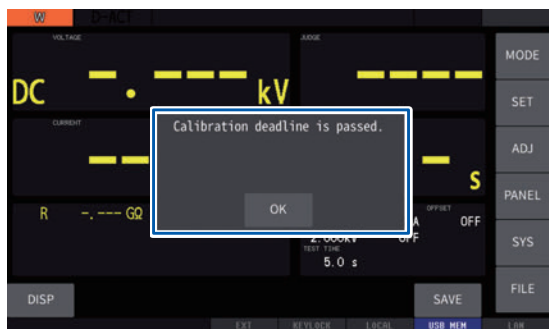 W D-ACT
VOLTAGE JUDGE
DC -.--- kV ----
MODE
SET
ADJ
PANEL
SYS
FILE
CURRENT
Calibration deadline is passed.
OK
S
R -.--- GΩ
OFFSET
OFF
2.000kV OFF
TEST TIME
5.0 s
DISP SAVE
EXT KEYLOCK LOCAL USB MEM LAN